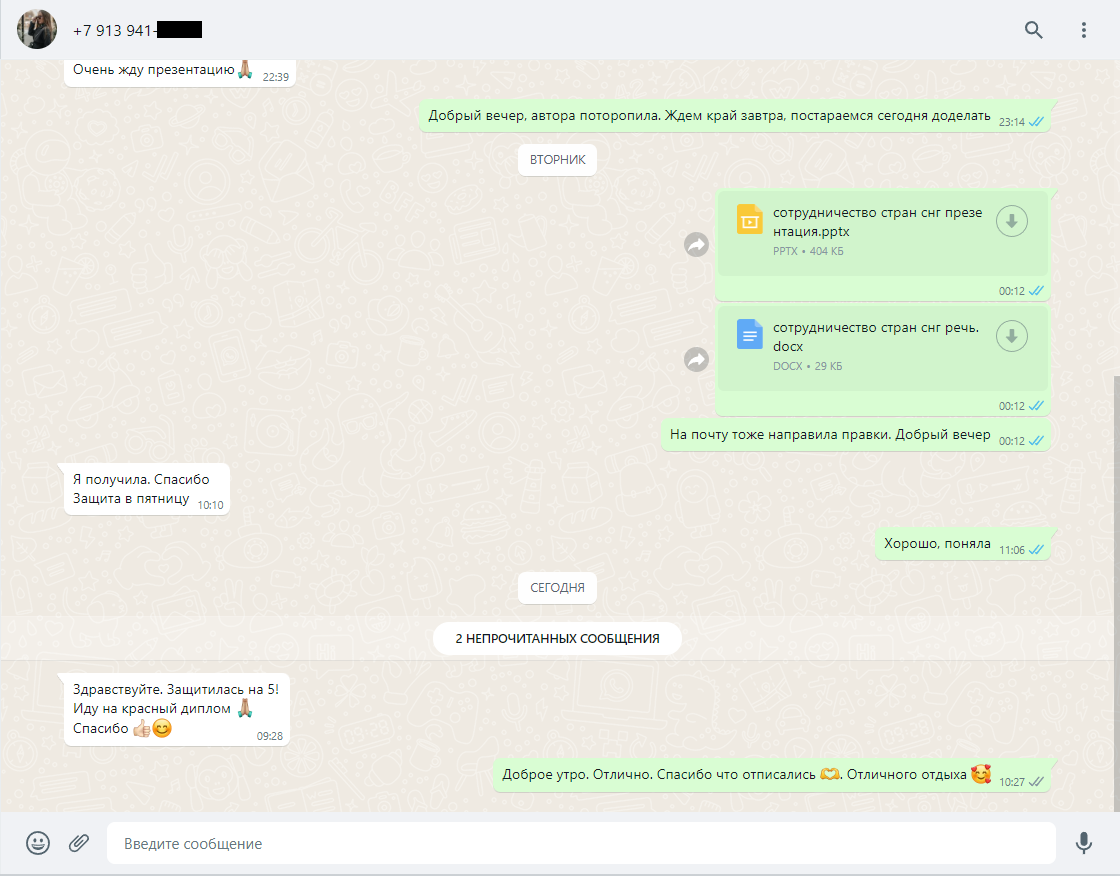 +7 913 941-
Очень жду презентацию🙏🏼 22:39
Добрый вечер, автора поторопила. Ждем край завтра, постараемся сегодня доделать 23:14
ВТОРНИК
сотрудничество стран снг презе
нтация.pptx
PPTX • 404 КБ
00:12
сотрудничество стран снг речь.
docx
DOCX • 29 КБ
00:12
На почту тоже направила правки. Добрый вечер 00:12
Я получила. Спасибо
Защита в пятницу 10:10
Хорошо, поняла 11:06
СЕГОДНЯ
2 НЕПРОЧИТАННЫХ СООБЩЕНИЯ
Здравствуйте. Защитилась на 5!
Иду на красный диплом 🙏🏼
Спасибо 👍🏻😊 09:28
Доброе утро. Отлично. Спасибо что отписались 🫶. Отличного отдыха 🥰 10:27
Введите сообщение